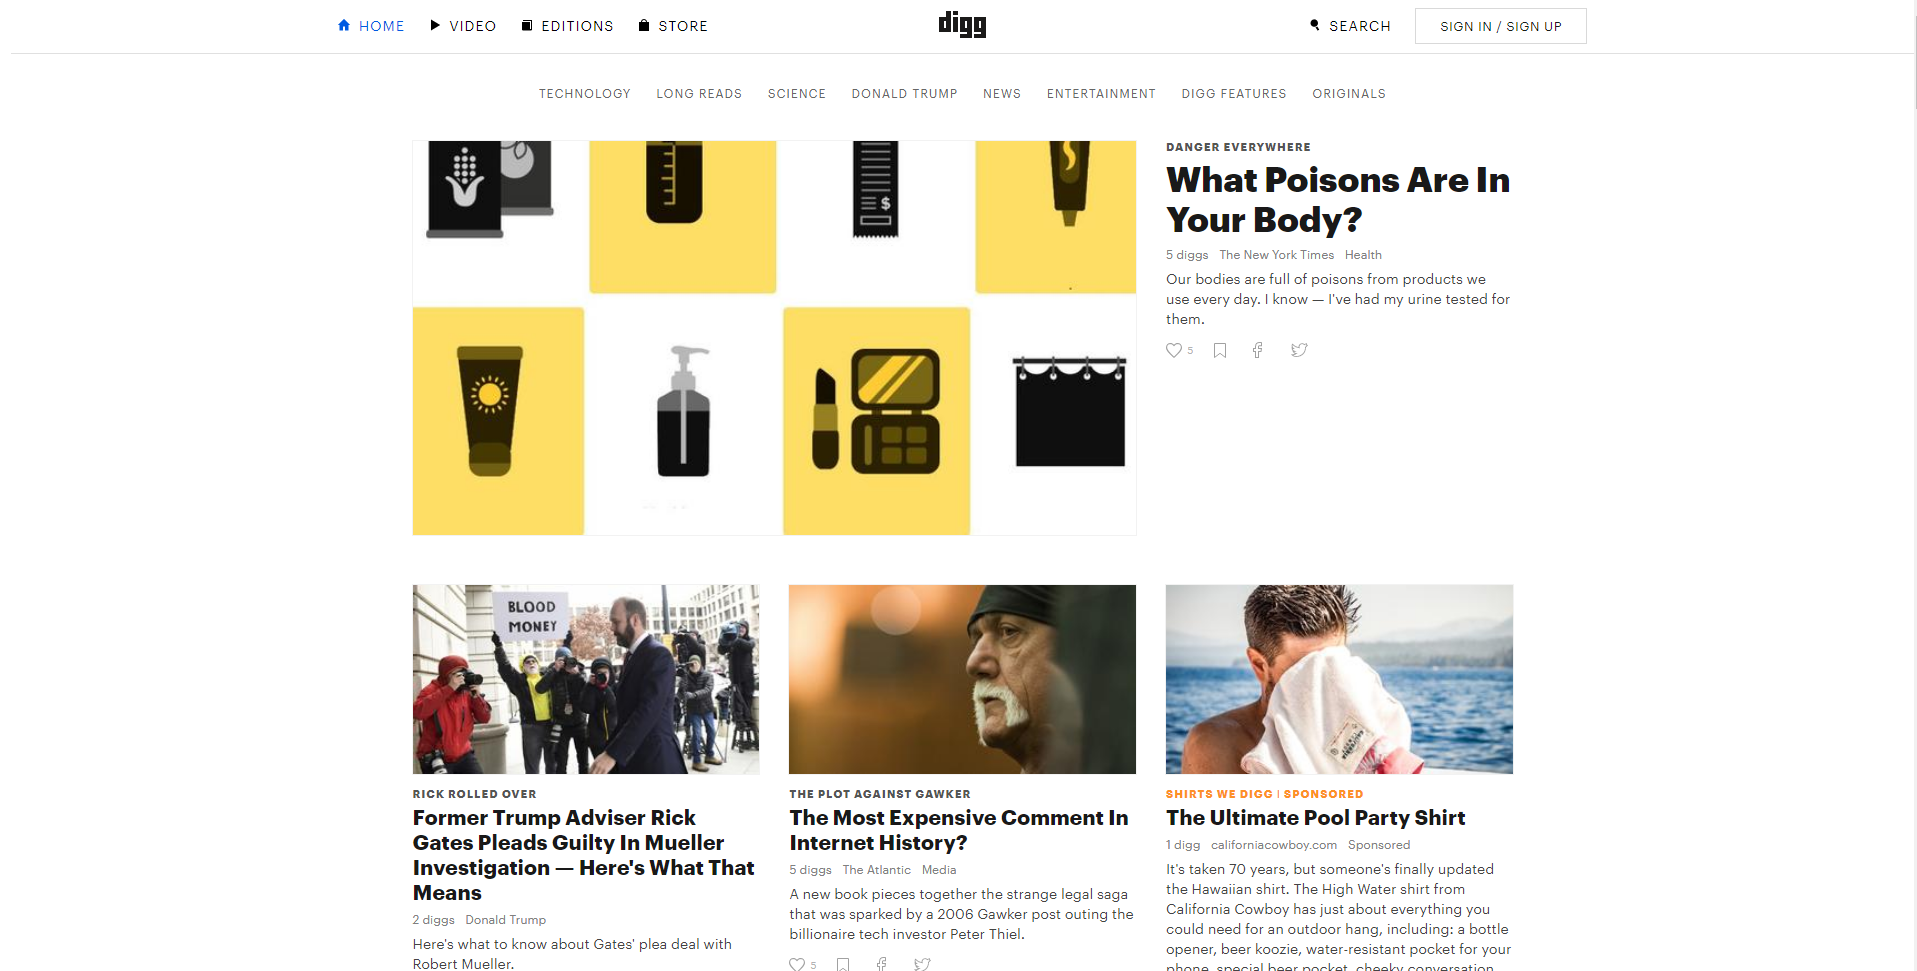 HOME
VIDEO
EDITIONS
STORE
digg
SEARCH
SIGN IN / SIGN UP
TECHNOLOGY
LONG READS
SCIENCE
DONALD TRUMP
NEWS
ENTERTAINMENT
DIGG FEATURES
ORIGINALS
$
DANGER EVERYWHERE
What Poisons Are In
Your Body?
5 diggs The New York Times Health
Our bodies are full of poisons from products we
use every day. I know — I've had my urine tested for
them.
5
BLOOD
MONEY
RICK ROLLED OVER
Former Trump Adviser Rick
Gates Pleads Guilty In Mueller
Investigation — Here's What That
Means
2 diggs Donald Trump
Here's what to know about Gates' plea deal with
Robert Mueller.
THE PLOT AGAINST GAWKER
The Most Expensive Comment In
Internet History?
5 diggs The Atlantic Media
A new book pieces together the strange legal saga
that was sparked by a 2006 Gawker post outing the
billionaire tech investor Peter Thiel.
5
SHIRTS WE DIGG | SPONSORED
The Ultimate Pool Party Shirt
1 digg californiacowboy.com Sponsored
It's taken 70 years, but someone's finally updated
the Hawaiian shirt. The High Water shirt from
California Cowboy has just about everything you
could need for an outdoor hang, including: a bottle
opener, beer koozie, water-resistant pocket for your
phone, special beer pocket, cheeky conversation